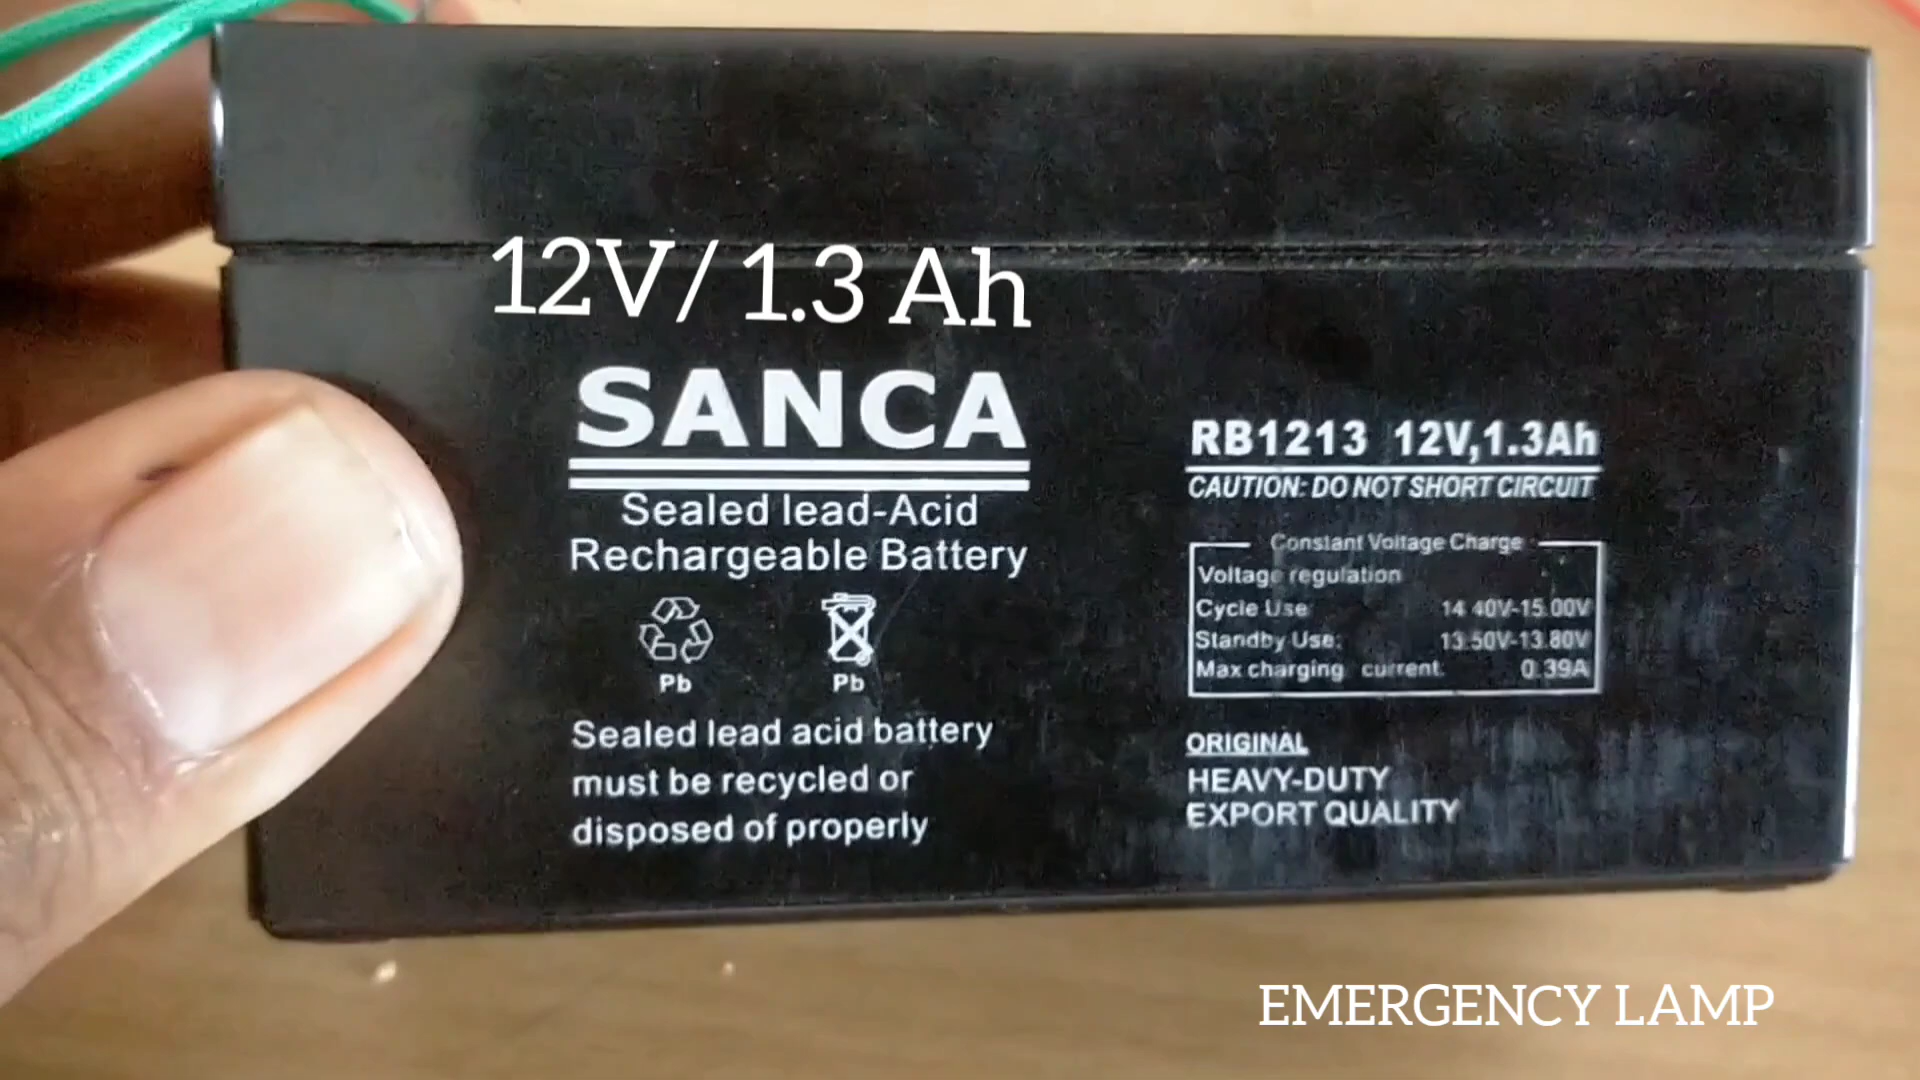 12V/ 1.3 Ah
SANCA
Sealed lead-Acid
Rechargeable Battery
Pb Pb
Sealed lead acid battery
must be recycled or
disposed of properly
RB1213 12V,1.3Ah
CAUTION: DO NOT SHORT CIRCUIT
Constant Voltage Charge
Voltage regulation
Cycle Use 14.40V-15.00V
Standby Use: 13.50V-13.80V
Max charging current. 0.39A
ORIGINAL
HEAVY-DUTY
EXPORT QUALITY
EMERGENCY LAMP